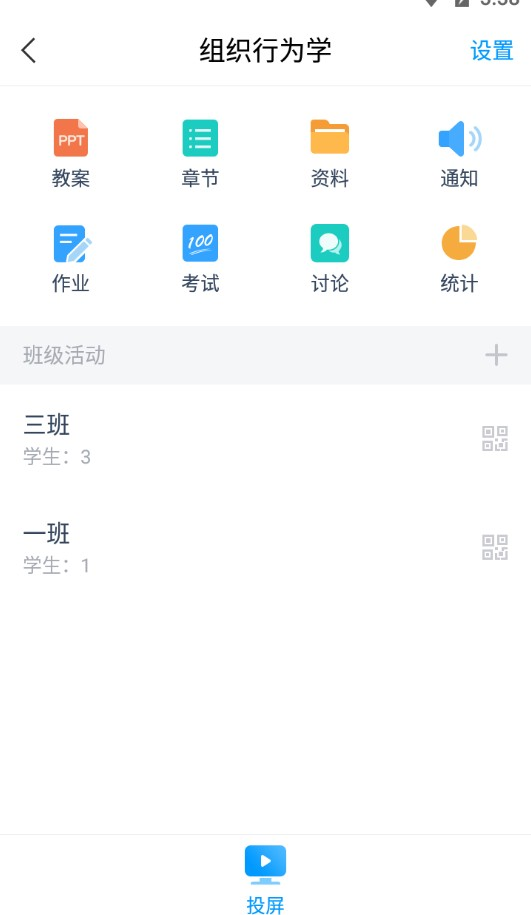 组织行为学
设置
PPT
教案
章节
资料
通知
100
作业
考试
讨论
统计
班级活动
三班
学生：3
一班
学生：1
投屏